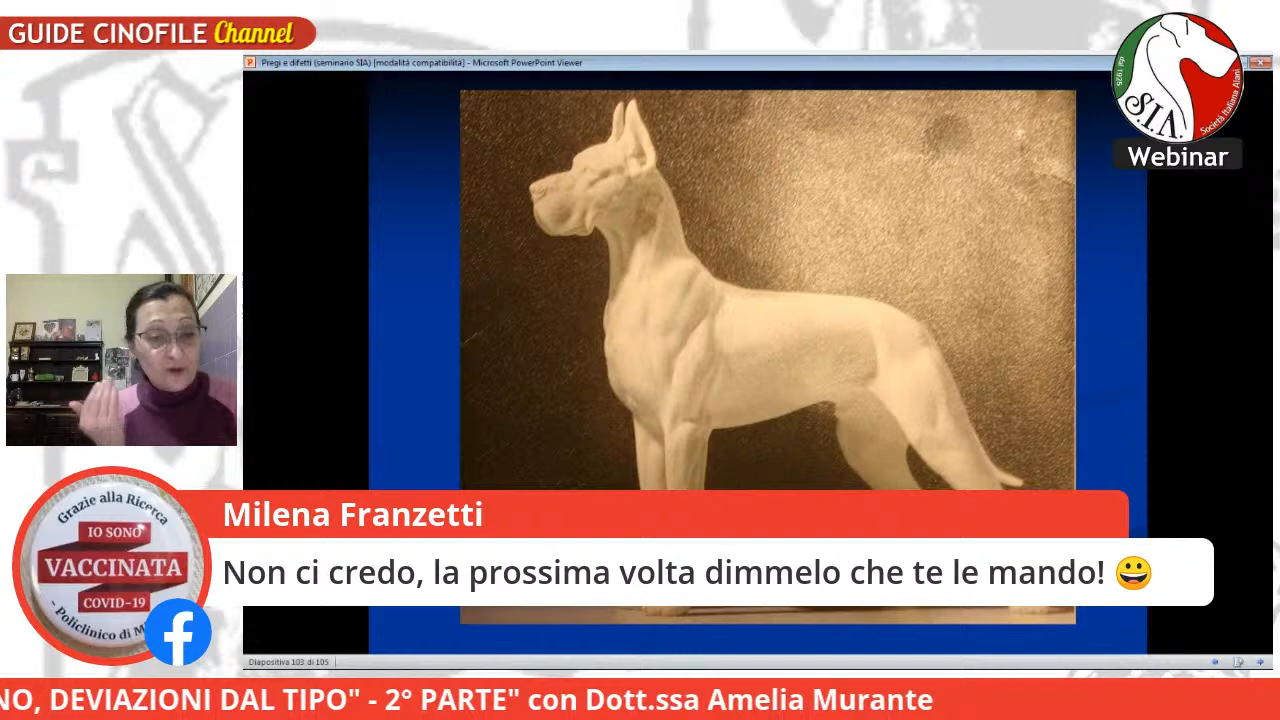 GUIDE CINOFILE Channel
Pregi e difetti (seminario SIA) [modalità compatibilità] - Microsoft PowerPoint Viewer
dal 1925
S.I.A.
Società Italiana Alani
Webinar
Grazie alla Ricerca
IO SONO
VACCINATA
COVID-19
- Policlinico di M
Milena Franzetti
Non ci credo, la prossima volta dimmelo che te le mando! 😀
Diapositiva 103 di 105
NO, DEVIAZIONI DAL TIPO" - 2° PARTE" con Dott.ssa Amelia Murante